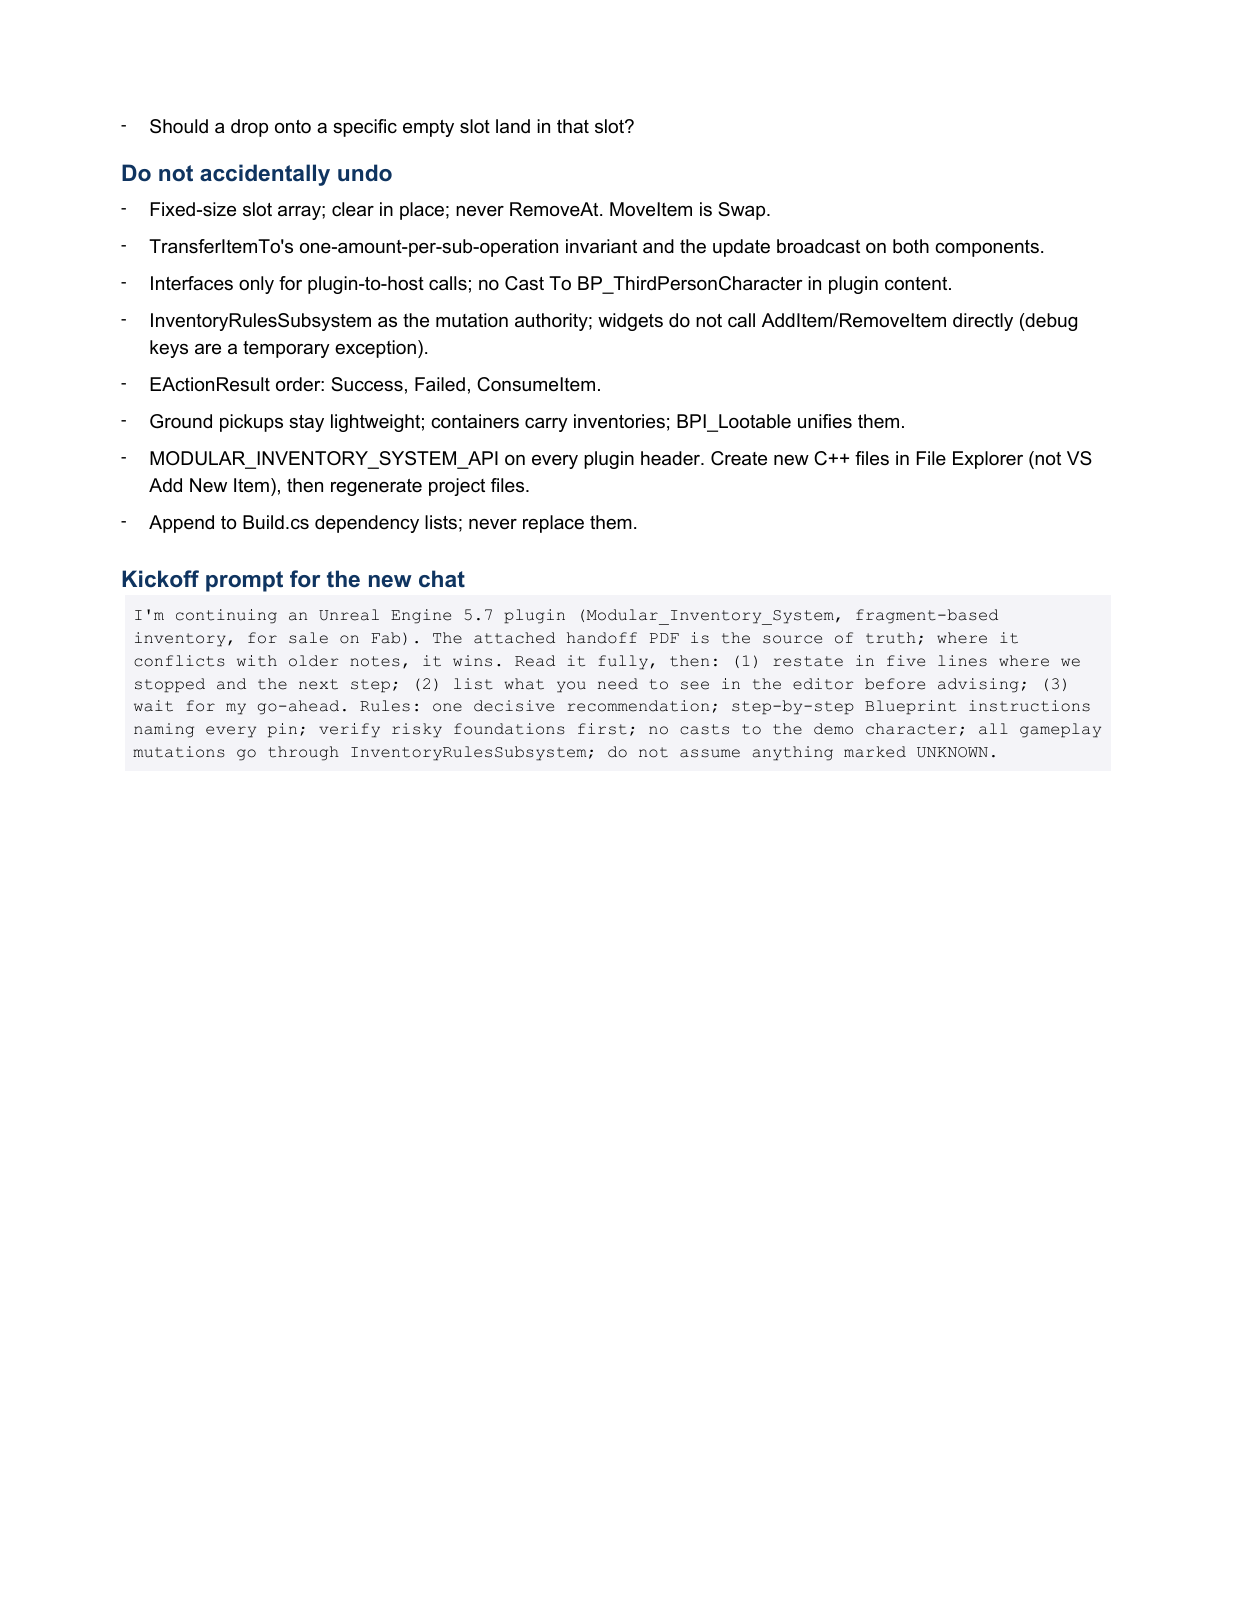 - Should a drop onto a specific empty slot land in that slot?
Do not accidentally undo
- Fixed-size slot array; clear in place; never RemoveAt. MoveItem is Swap.
- TransferItemTo's one-amount-per-sub-operation invariant and the update broadcast on both components.
- Interfaces only for plugin-to-host calls; no Cast To BP_ThirdPersonCharacter in plugin content.
- InventoryRulesSubsystem as the mutation authority; widgets do not call AddItem/RemoveItem directly (debug
keys are a temporary exception).
- EActionResult order: Success, Failed, ConsumeItem.
- Ground pickups stay lightweight; containers carry inventories; BPI_Lootable unifies them.
- MODULAR_INVENTORY_SYSTEM_API on every plugin header. Create new C++ files in File Explorer (not VS
Add New Item), then regenerate project files.
- Append to Build.cs dependency lists; never replace them.
Kickoff prompt for the new chat
I'm continuing an Unreal Engine 5.7 plugin (Modular_Inventory_System, fragment-based
inventory, for sale on Fab). The attached handoff PDF is the source of truth; where it
conflicts with older notes, it wins. Read it fully, then: (1) restate in five lines where we
stopped and the next step; (2) list what you need to see in the editor before advising; (3)
wait for my go-ahead. Rules: one decisive recommendation; step-by-step Blueprint instructions
naming every pin; verify risky foundations first; no casts to the demo character; all gameplay
mutations go through InventoryRulesSubsystem; do not assume anything marked UNKNOWN.